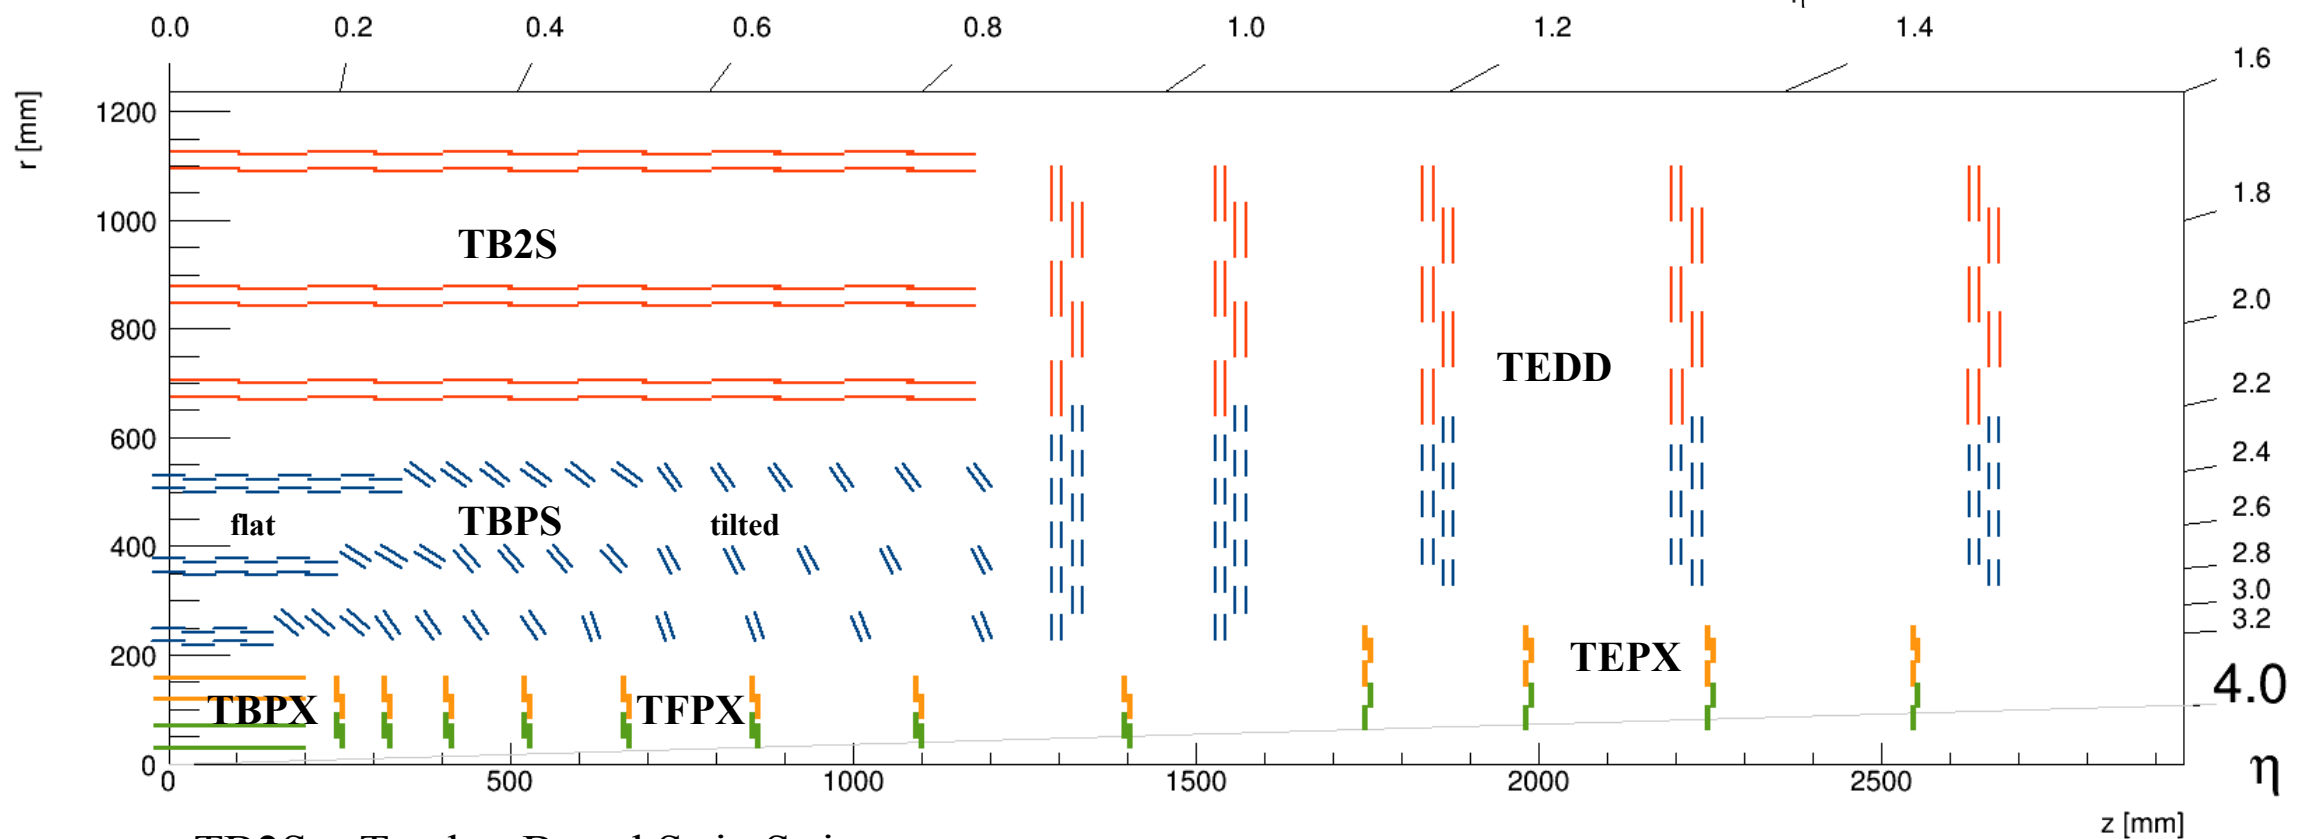 0.0 0.2 0.4 0.6 0.8 1.0 1.2 1.4
1.6
r [mm]
1200
1.8
1000
TB2S
2.0
800
TEDD
2.2
600
2.4
flat TBPS tilted
2.6
400
2.8
3.0
3.2
200
TEPX
4.0
TBPX TFPX
0
η
0 500 1000 1500 2000 2500
z [mm]